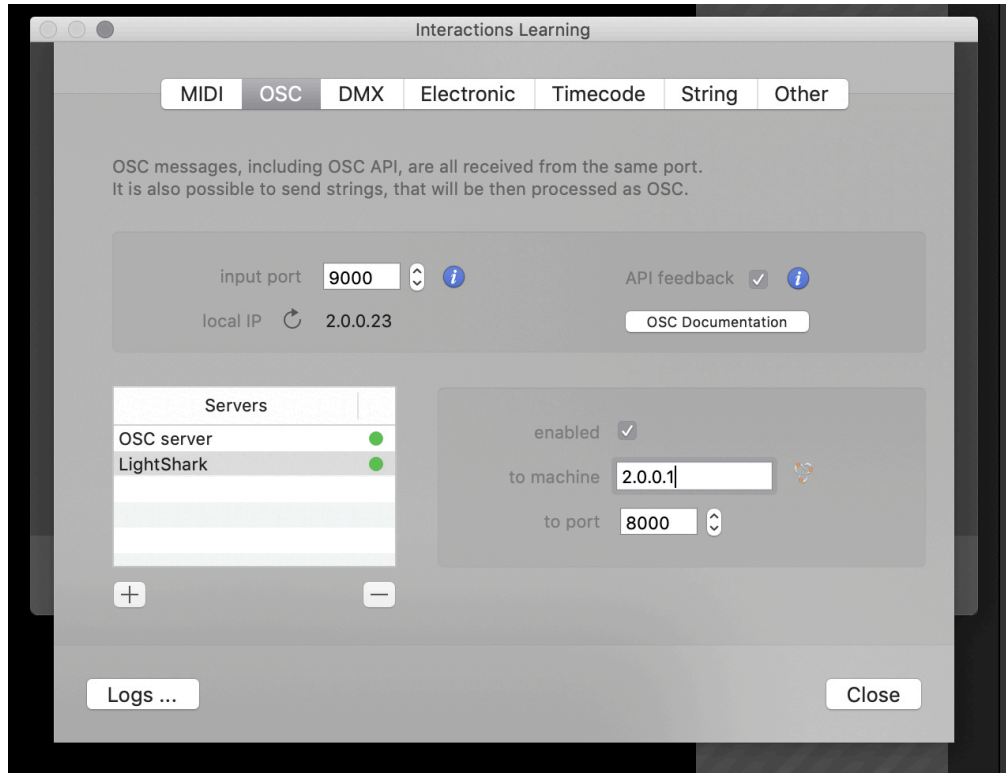 Interactions Learning
MIDI OSC DMX Electronic Timecode String Other
OSC messages, including OSC API, are all received from the same port.
It is also possible to send strings, that will be then processed as OSC.
input port 9000 i API feedback i
local IP 2.0.0.23 OSC Documentation
Servers
OSC server
LightShark
enabled
to machine 2.0.0.1
to port 8000
+ −
Logs ... Close